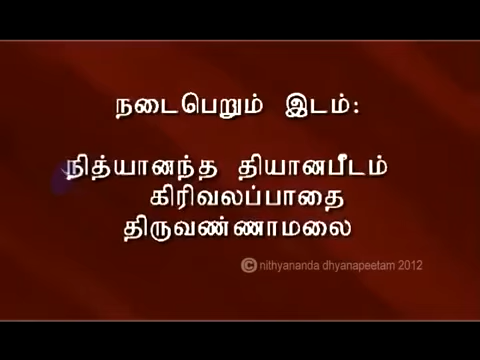 நடைபெறும் இடம்:
நித்யானந்த தியானபீடம்
கிரிவலப்பாதை
திருவண்ணாமலை
© nithyananda dhyanapeetam 2012